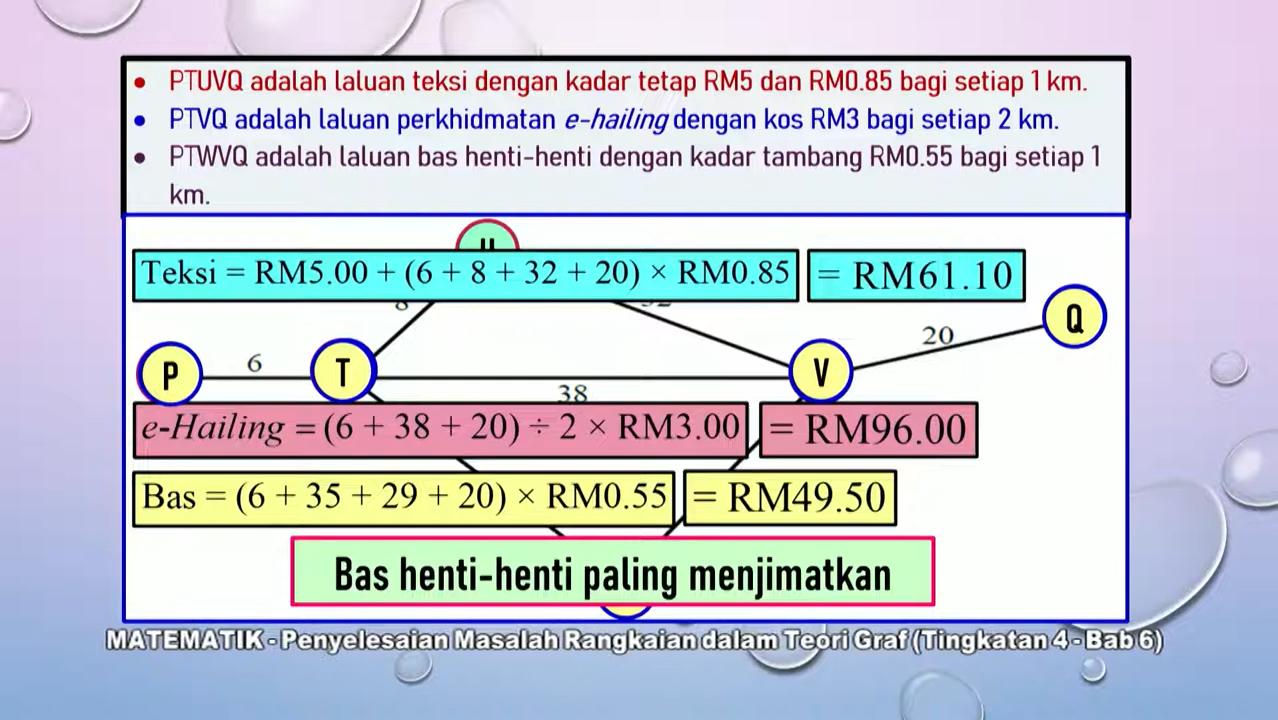 • PTUVQ adalah laluan teksi dengan kadar tetap RM5 dan RM0.85 bagi setiap 1 km.
• PTVQ adalah laluan perkhidmatan e-hailing dengan kos RM3 bagi setiap 2 km.
• PTWVQ adalah laluan bas henti-henti dengan kadar tambang RM0.55 bagi setiap 1
km.
Teksi = RM5.00 + (6 + 8 + 32 + 20) × RM0.85 = RM61.10
Q
20
P 6 T V
38
e-Hailing = (6 + 38 + 20) ÷ 2 × RM3.00 = RM96.00
Bas = (6 + 35 + 29 + 20) × RM0.55 = RM49.50
Bas henti-henti paling menjimatkan
MATEMATIK - Penyelesaian Masalah Rangkaian dalam Teori Graf (Tingkatan 4 - Bab 6)